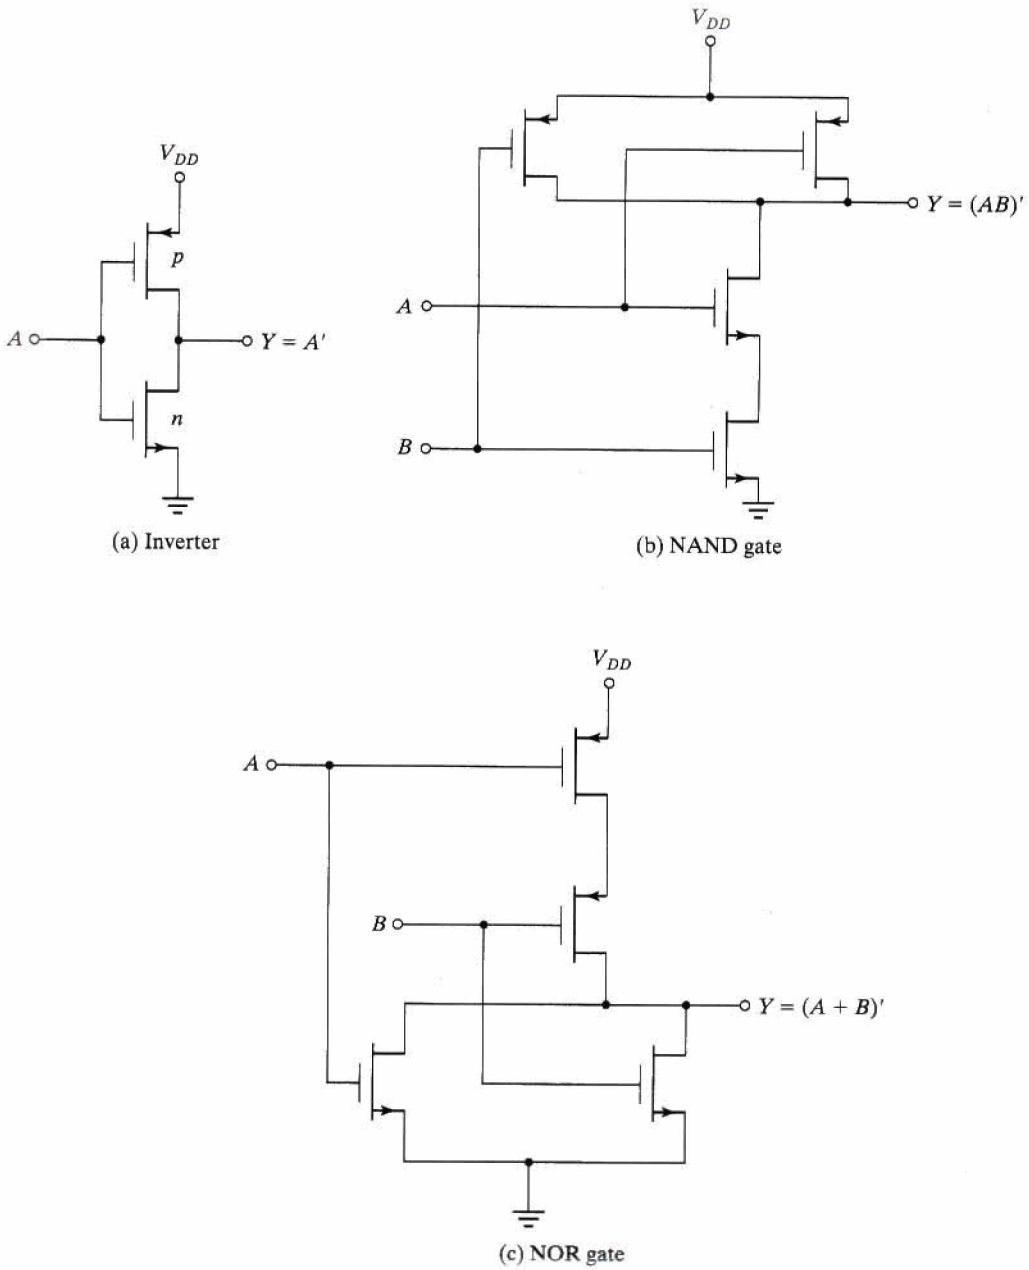 V_DD
p
A
Y = A'
n
(a) Inverter
V_DD
Y = (AB)'
A
B
(b) NAND gate
V_DD
A
B
Y = (A + B)'
(c) NOR gate